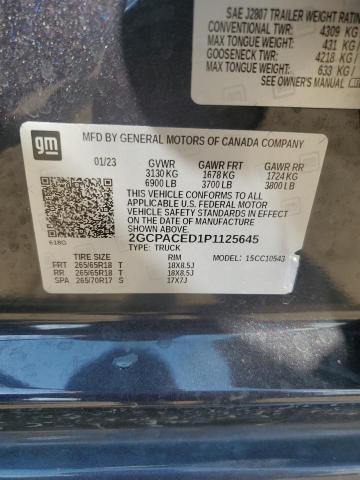 SAE J2807 TRAILER WEIGHT RATIN
CONVENTIONAL TWR: 4309 KG
MAX TONGUE WT: 431 KG
GOOSENECK TWR: 4218 KG
MAX TONGUE WT: 633 KG
SEE OWNER'S MANUAL
gm
MFD BY GENERAL MOTORS OF CANADA COMPANY
01/23 GVWR GAWR FRT GAWR RR
3130 KG 1678 KG 1724 KG
6900 LB 3700 LB 3800 LB
THIS VEHICLE CONFORMS TO ALL
APPLICABLE U.S. FEDERAL MOTOR
VEHICLE SAFETY AND
STANDARDS IN EFFECT ON THE DATE OF
MANUFACTURE SHOWN ABOVE.
2GCPACED1P1125645
TYPE: TRUCK
618G
MODEL: 15CC10543
TIRE SIZE RIM
FRT 265/65R18 T 18X8.5J
RR 265/65R18 T 18X8.5J
SPA 265/70R17 S 17X7J